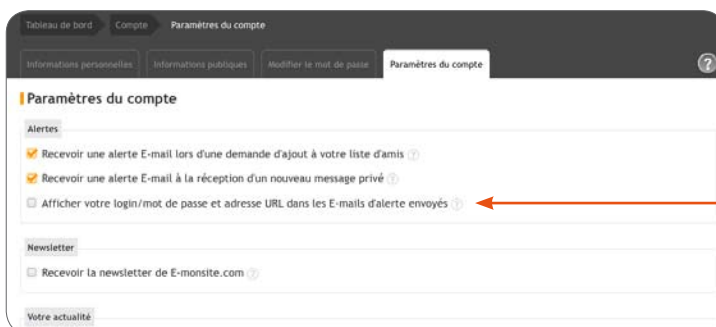 Tableau de bord Compte Paramètres du compte
Informations personnelles Informations publiques Modifier le mot de passe Paramètres du compte ?
Paramètres du compte
Alertes
Recevoir une alerte E-mail lors d'une demande d'ajout à votre liste d'amis ?
Recevoir une alerte E-mail à la réception d'un nouveau message privé ?
Afficher votre login/mot de passe et adresse URL dans les E-mails d'alerte envoyés ?
Newsletter
Recevoir la newsletter de E-monsite.com ?
Votre actualité